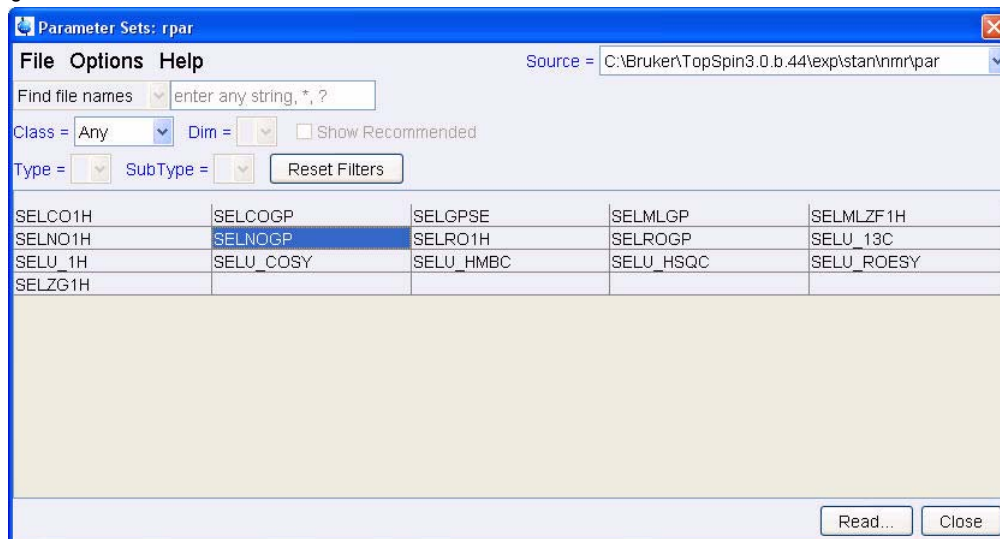 Parameter Sets: rpar
File Options Help Source = C:\Bruker\TopSpin3.0.b.44\exp\stan\nmr\par
Find file names enter any string, *, ?
Class = Any Dim = Show Recommended
Type = SubType = Reset Filters
SELCO1H SELCOGP SELGPSE SELMLGP SELMLZF1H
SELNO1H SELNOGP SELRO1H SELROGP SELU_13C
SELU_1H SELU_COSY SELU_HMBC SELU_HSQC SELU_ROESY
SELZG1H
Read... Close